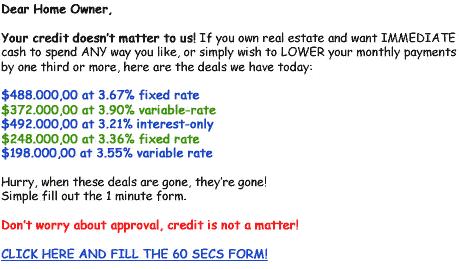 Dear Home Owner,
Your credit doesn't matter to us! If you own real estate and want IMMEDIATE
cash to spend ANY way you like, or simply wish to LOWER your monthly payments
by one third or more, here are the deals we have today:
$488.000,00 at 3.67% fixed rate
$372.000,00 at 3.90% variable-rate
$492.000,00 at 3.21% interest-only
$248.000,00 at 3.36% fixed rate
$198.000,00 at 3.55% variable rate
Hurry, when these deals are gone, they're gone!
Simple fill out the 1 minute form.
Don't worry about approval, credit is not a matter!
CLICK HERE AND FILL THE 60 SECS FORM!